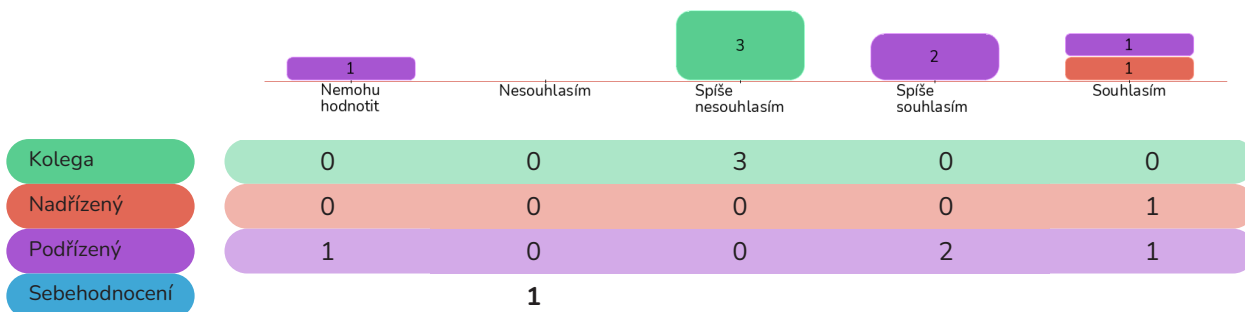 3
2
1
1
1
Nemohu
hodnotit
Nesouhlasím
Spíše
nesouhlasím
Spíše
souhlasím
Souhlasím
Kolega 0 0 3 0 0
Nadřízený 0 0 0 0 1
Podřízený 1 0 0 2 1
Sebehodnocení 1